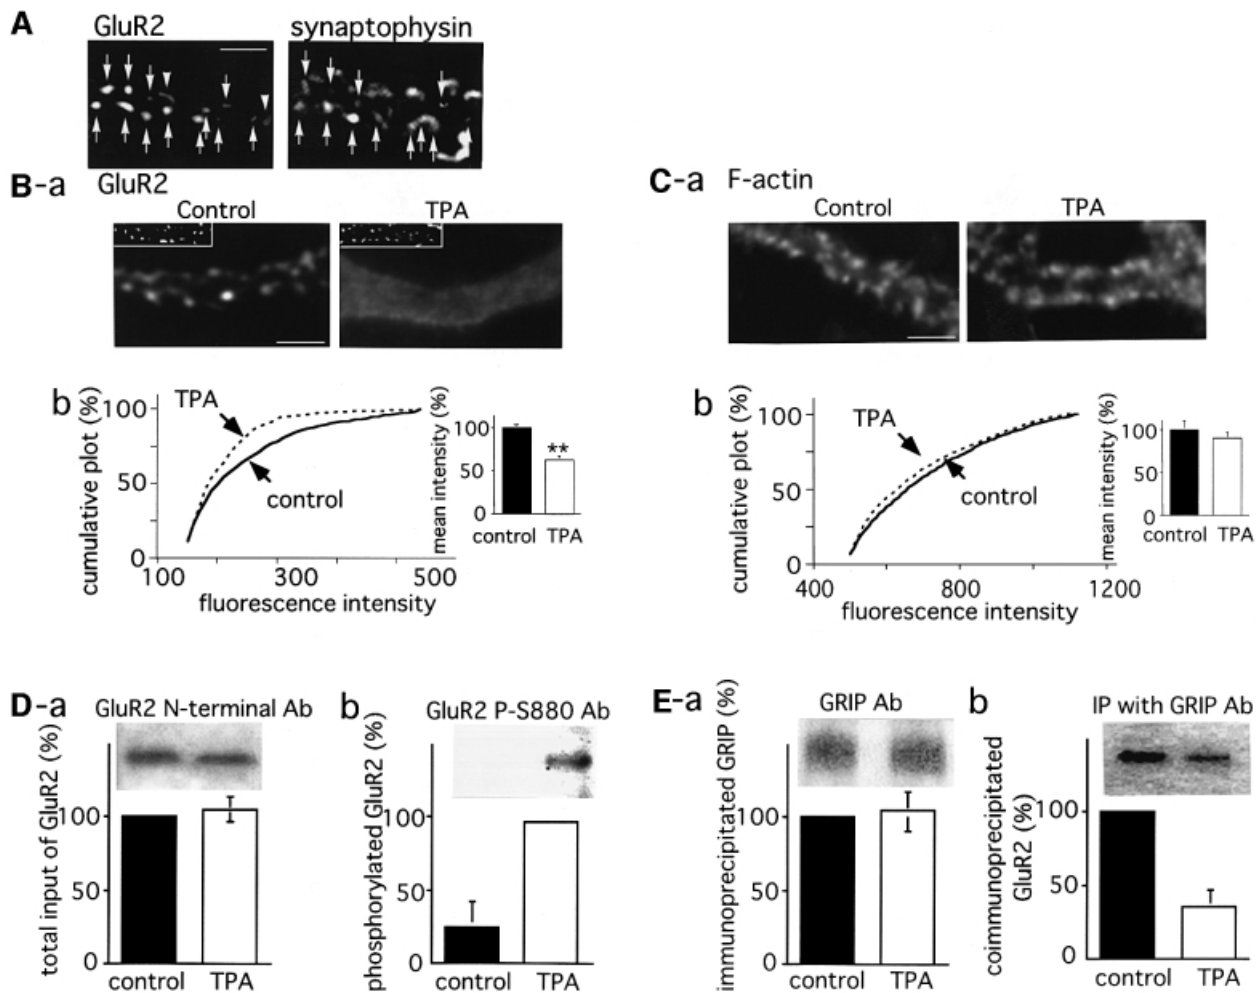 A
GluR2
synaptophysin
B-a
GluR2
Control
TPA
C-a
F-actin
Control
TPA
b
cumulative plot (%)
100
50
0
100
300
500
fluorescence intensity
TPA
control
mean intensity (%)
100
50
0
**
control
TPA
b
cumulative plot (%)
100
50
0
400
800
1200
fluorescence intensity
TPA
control
mean intensity (%)
100
50
0
control
TPA
D-a
GluR2 N-terminal Ab
total input of GluR2 (%)
100
50
0
control
TPA
b
GluR2 P-S880 Ab
phosphorylated GluR2 (%)
100
50
0
control
TPA
E-a
GRIP Ab
immunoprecipitated GRIP (%)
100
50
0
control
TPA
b
IP with GRIP Ab
coimmunoprecipitated
GluR2 (%)
100
50
0
control
TPA